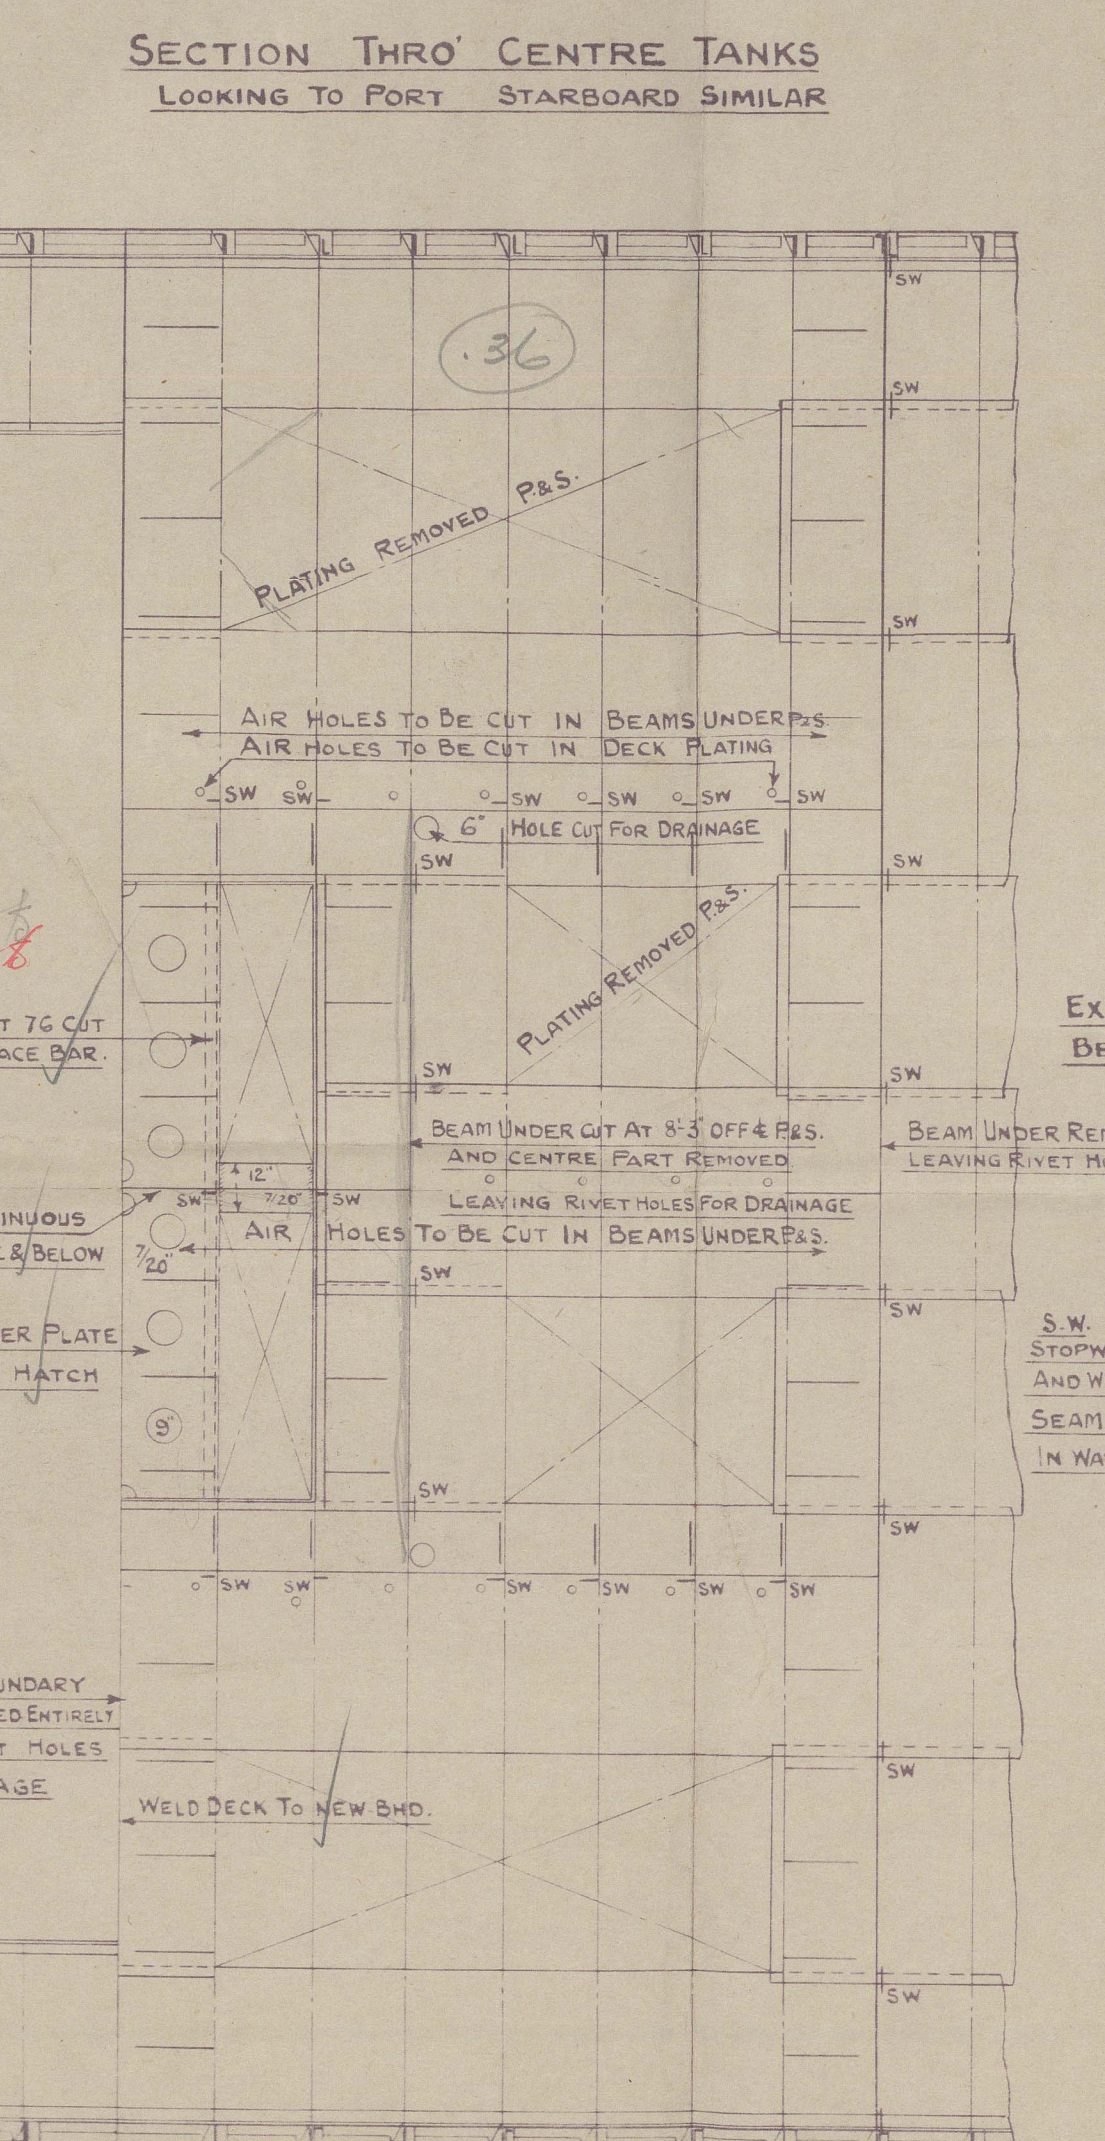 SECTION THRO' CENTRE TANKS
LOOKING TO PORT STARBOARD SIMILAR
SW
.36
SW
PLATING REMOVED P.&S.
SW
AIR HOLES TO BE CUT IN BEAMS UNDER P&S
AIR HOLES TO BE CUT IN DECK PLATING
SW SW SW SW SW SW
6" HOLE CUT FOR DRAINAGE
SW SW
PLATING REMOVED P.&S.
T 76 CUT
ACE BAR.
EX
BE
SW SW
BEAM UNDER CUT AT 8'-3" OFF ℄ P.&S.
AND CENTRE PART REMOVED
LEAVING RIVET HOLES FOR DRAINAGE
BEAM UNDER REM
LEAVING RIVET HO
12"
SW 7/20" SW
INUOUS
E & BELOW
7/20"
AIR HOLES TO BE CUT IN BEAMS UNDER P&S.
SW
SW
ER PLATE
HATCH
S.W.
STOPW
AND W
SEAM
IN WA
9"
SW
SW
SW SW SW SW SW SW
UNDARY
ED ENTIRELY
T HOLES
AGE
SW
WELD DECK TO NEW BHD.
SW